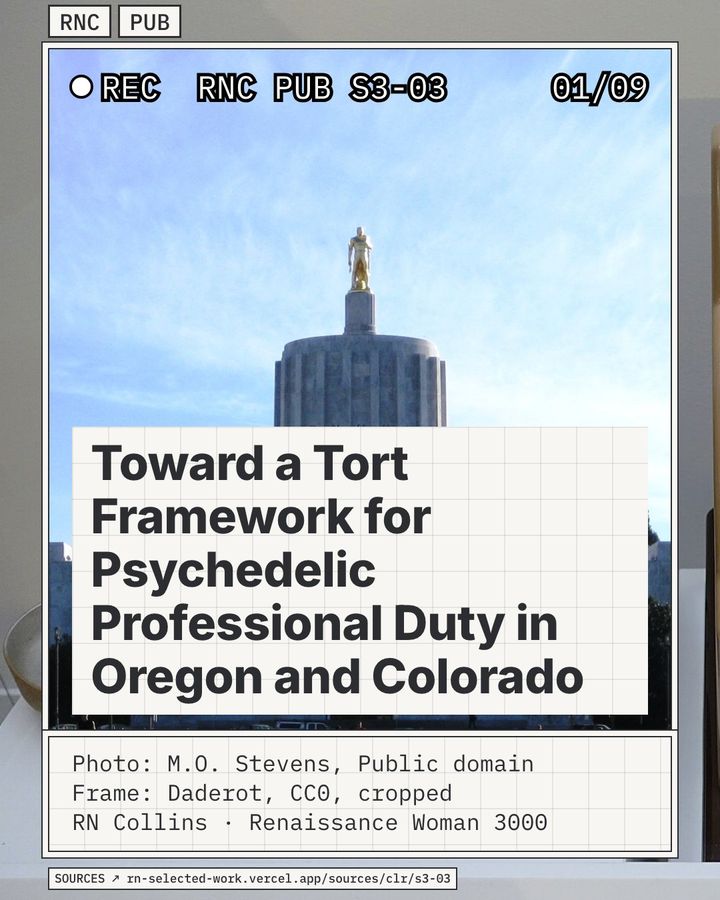 RNC PUB
REC RNC PUB S3-03 01/09
Toward a Tort
Framework for
Psychedelic
Professional Duty in
Oregon and Colorado
Photo: M.O. Stevens, Public domain
Frame: Daderot, CC0, cropped
RN Collins · Renaissance Woman 3000
SOURCES ↗ rn-selected-work.vercel.app/sources/clr/s3-03